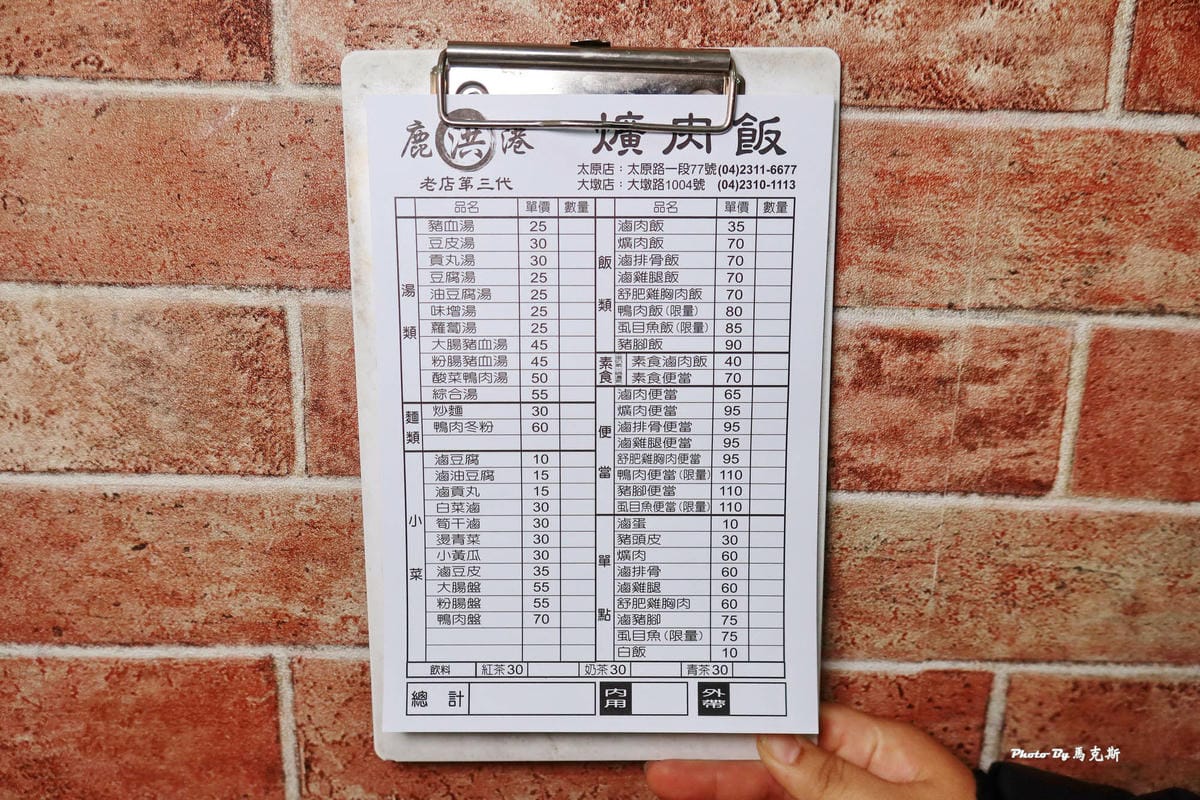 鹿洪港 爌肉飯
老店第三代
太原店：太原路一段77號(04)2311-6677
大墩店：大墩路1004號 (04)2310-1113
品名 單價 數量
湯類
豬血湯 25
豆皮湯 30
貢丸湯 30
豆腐湯 25
油豆腐湯 25
味增湯 25
蘿蔔湯 25
大腸豬血湯 45
粉腸豬血湯 45
酸菜鴨肉湯 50
綜合湯 55
麵類
炒麵 30
鴨肉冬粉 60
小菜
滷豆腐 10
滷油豆腐 15
滷貢丸 15
白菜滷 30
筍干滷 30
燙青菜 30
小黃瓜 30
滷豆皮 35
大腸盤 55
粉腸盤 55
鴨肉盤 70
品名 單價 數量
飯類
滷肉飯 35
爌肉飯 70
滷排骨飯 70
滷雞腿飯 70
舒肥雞胸肉飯 70
鴨肉飯(限量) 80
虱目魚飯(限量) 85
豬腳飯 90
素食
素食滷肉飯 40
素食便當 70
便當
滷肉便當 65
爌肉便當 95
滷排骨便當 95
滷雞腿便當 95
舒肥雞胸肉便當 95
鴨肉便當(限量) 110
豬腳便當 110
虱目魚便當(限量) 110
單點
滷蛋 10
豬頭皮 30
爌肉 60
滷排骨 60
滷雞腿 60
舒肥雞胸肉 60
滷豬腳 75
虱目魚(限量) 75
白飯 10
飲料 紅茶30 奶茶30 青茶30
總計 內用 外帶
Photo By 馬克斯